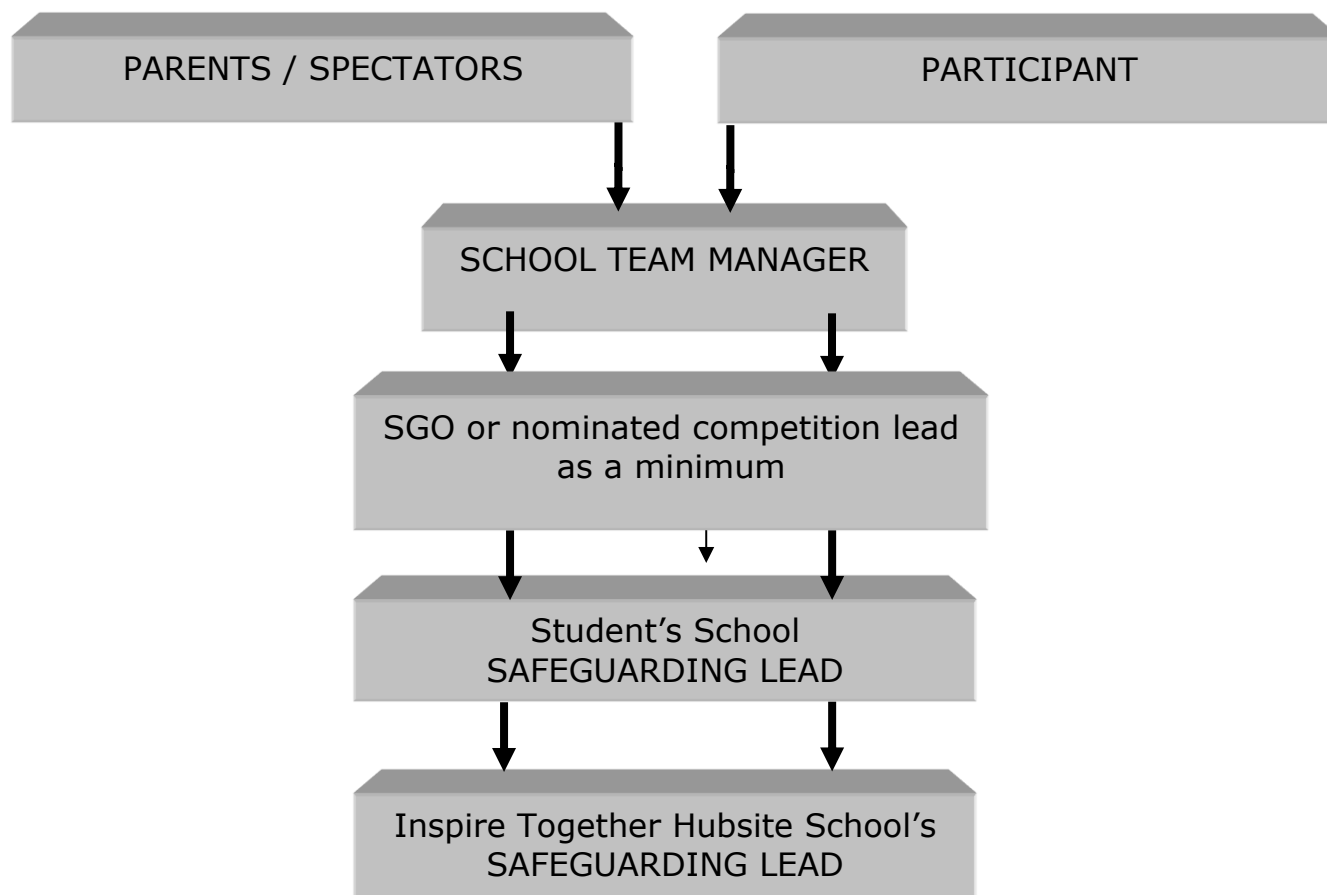 PARENTS / SPECTATORS
PARTICIPANT
SCHOOL TEAM MANAGER
SGO or nominated competition lead
as a minimum
Student’s School
SAFEGUARDING LEAD
Inspire Together Hubsite School’s
SAFEGUARDING LEAD